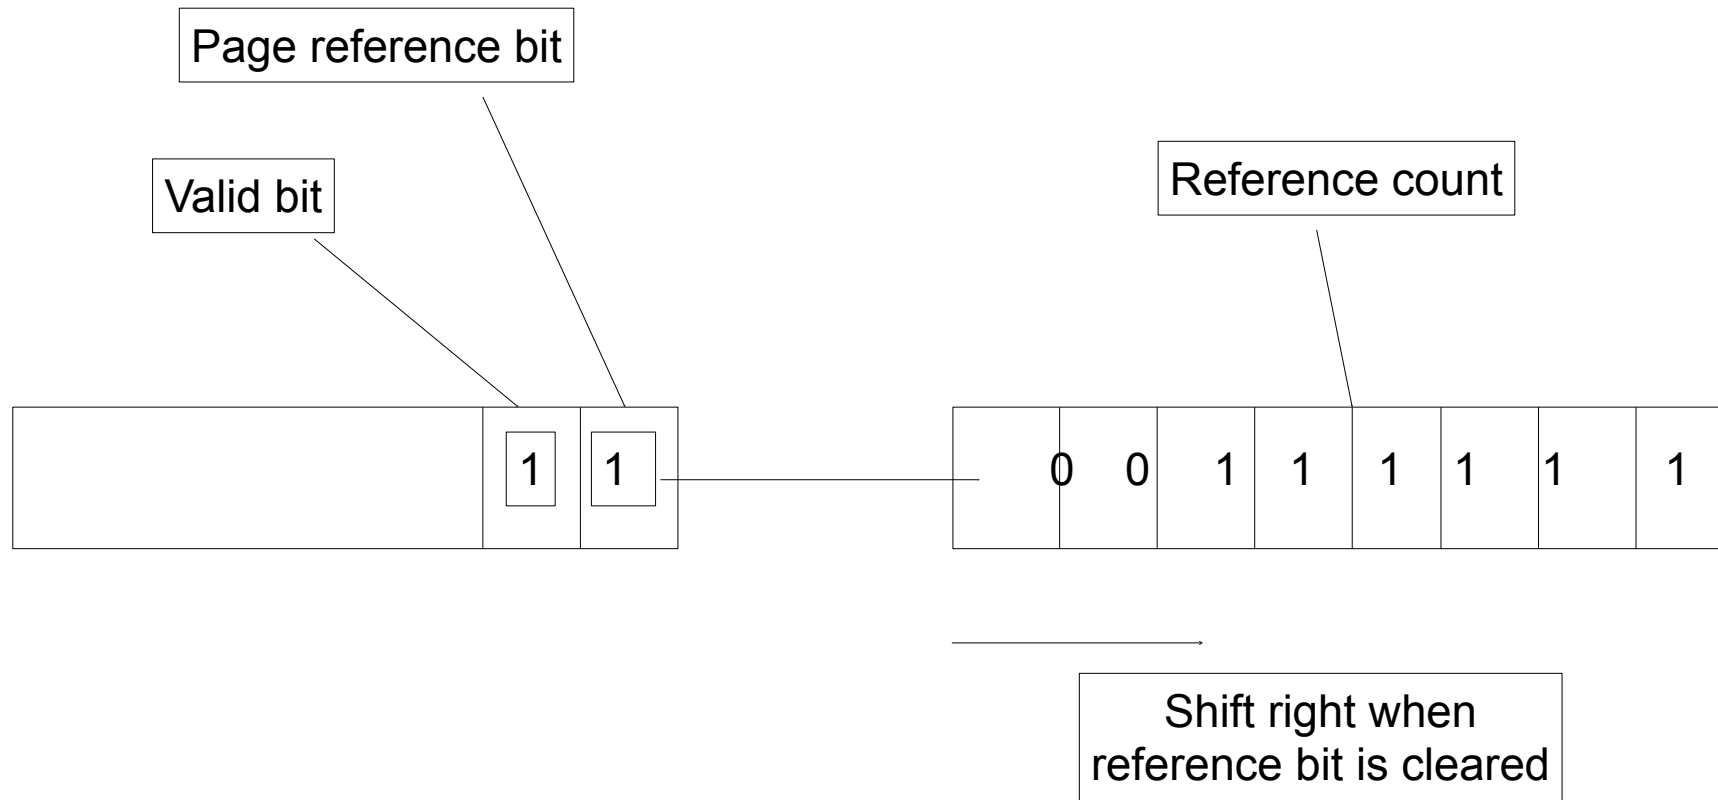 Page reference bit
Valid bit
Reference count
1 1 0 0 1 1 1 1 1 1
Shift right when
reference bit is cleared